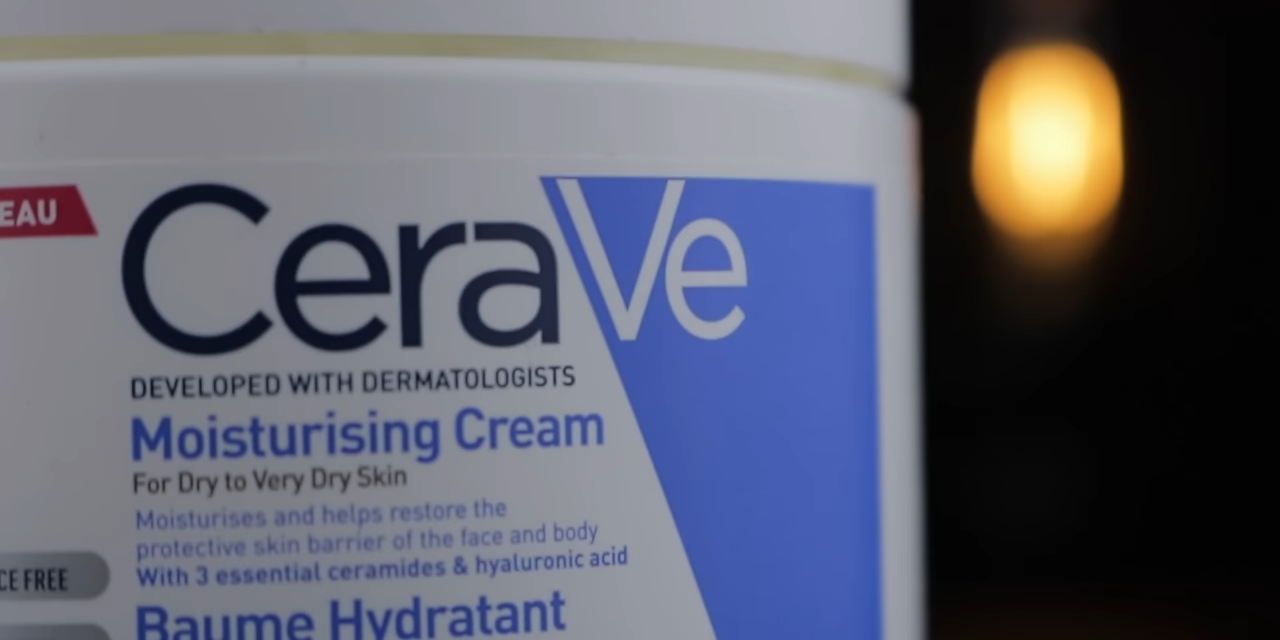 EAU
CeraVe
DEVELOPED WITH DERMATOLOGISTS
Moisturising Cream
For Dry to Very Dry Skin
Moisturises and helps restore the
protective skin barrier of the face and body
With 3 essential ceramides & hyaluronic acid
CE FREE
Baume Hydratant